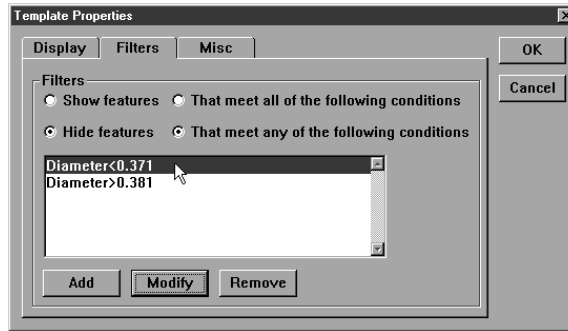 Template Properties
Display Filters Misc
OK
Cancel
Filters
Show features That meet all of the following conditions
Hide features That meet any of the following conditions
Diameter<0.371
Diameter>0.381
Add Modify Remove